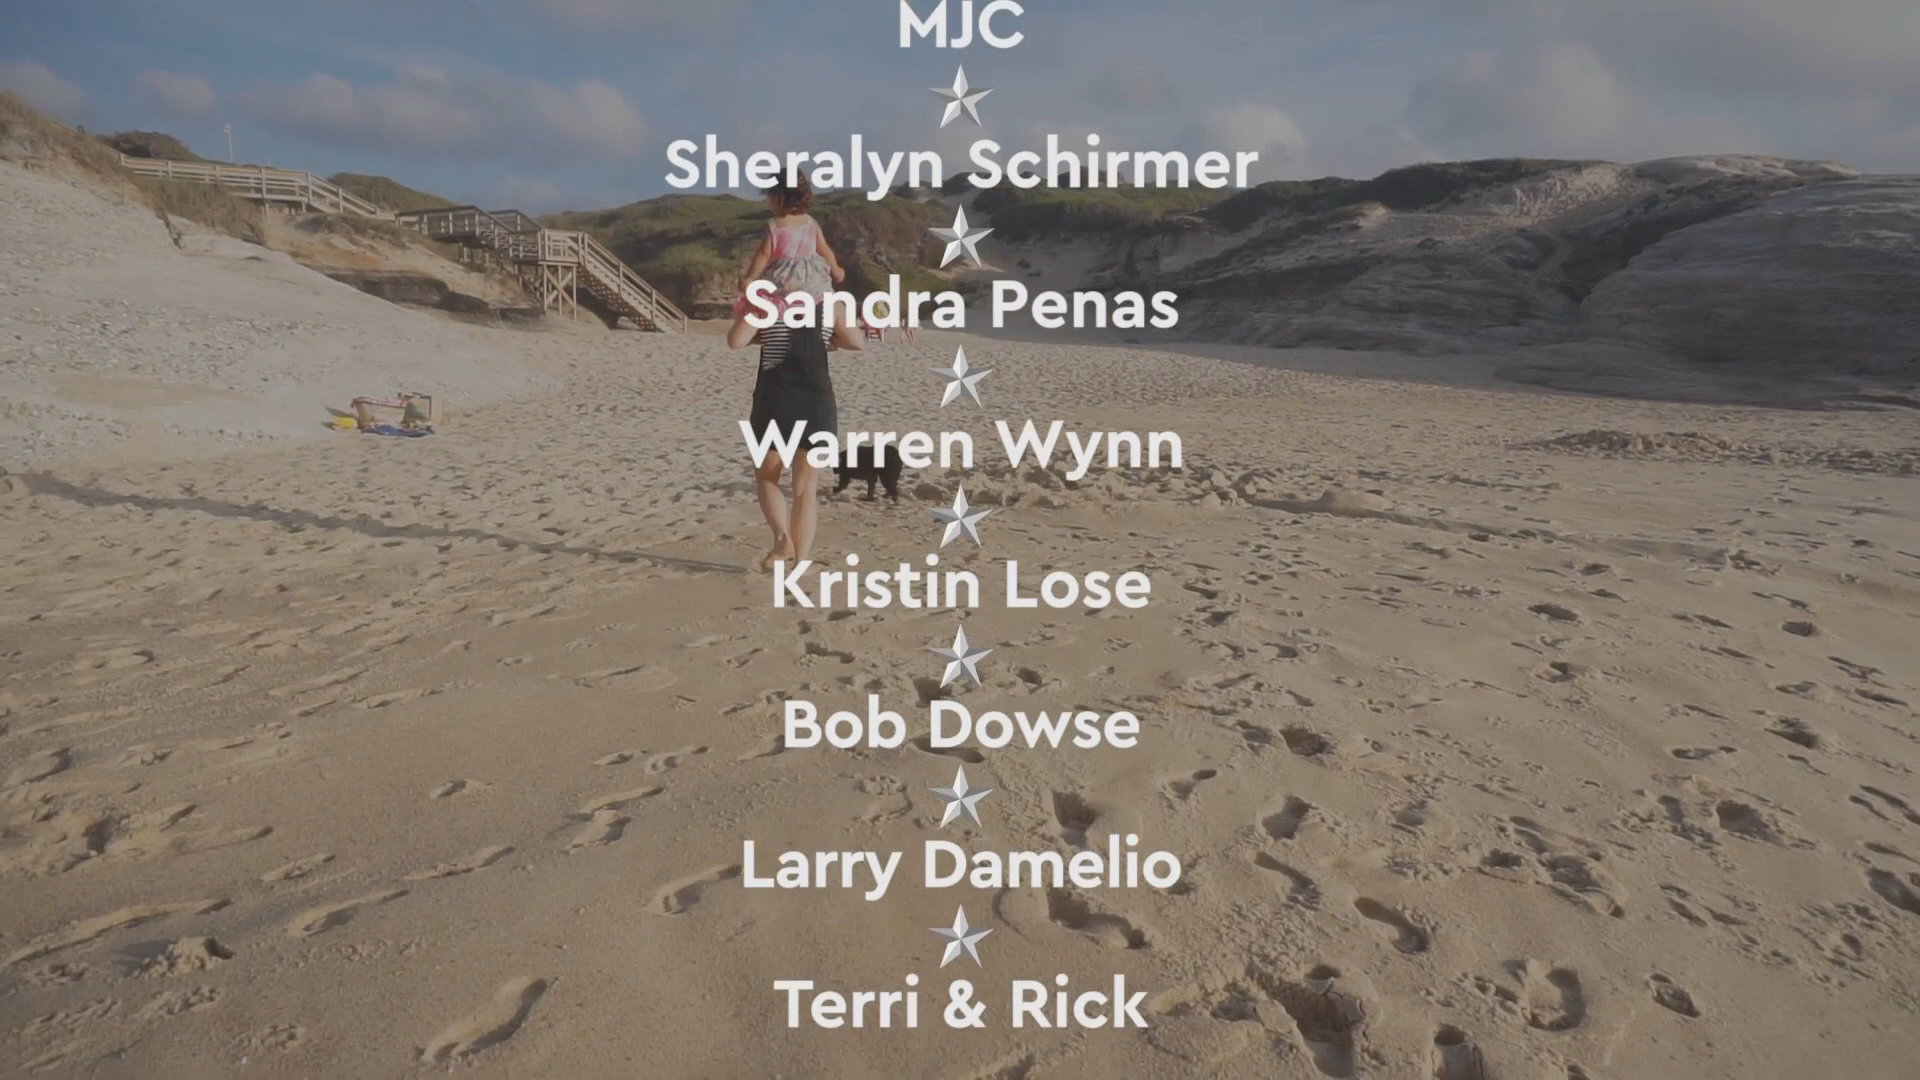 MJC
Sheralyn Schirmer
Sandra Penas
Warren Wynn
Kristin Lose
Bob Dowse
Larry Damelio
Terri & Rick